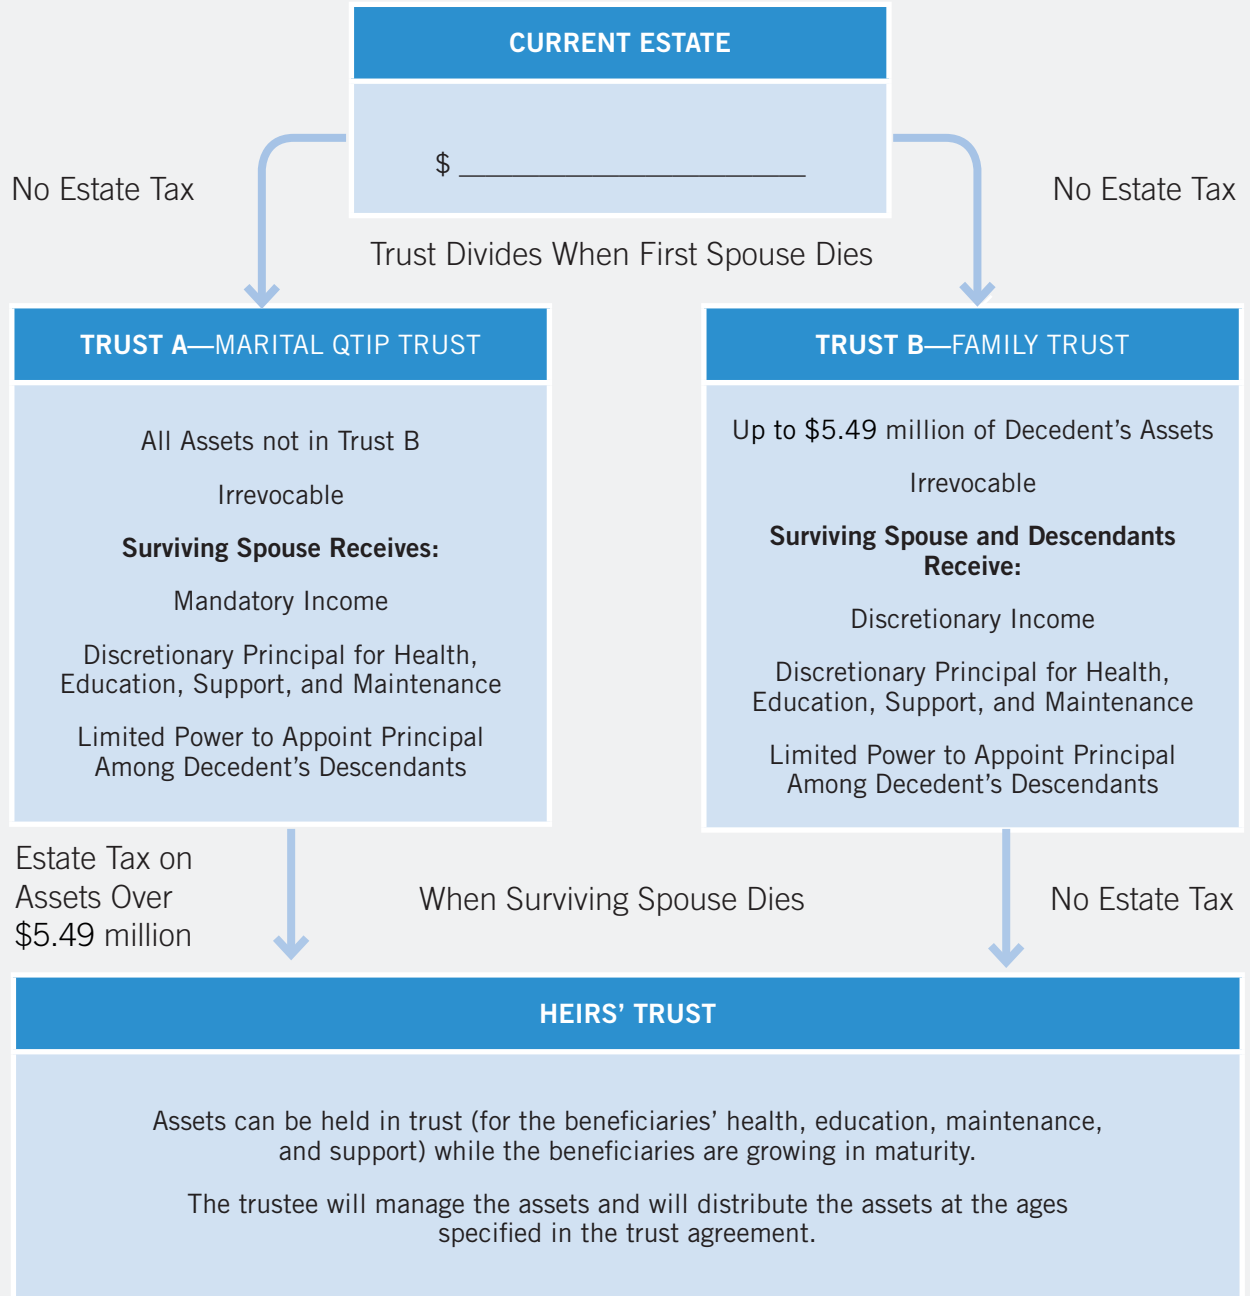 CURRENT ESTATE
$ ______________________
No Estate Tax
No Estate Tax
Trust Divides When First Spouse Dies
TRUST A—MARITAL QTIP TRUST
All Assets not in Trust B
Irrevocable
Surviving Spouse Receives:
Mandatory Income
Discretionary Principal for Health,
Education, Support, and Maintenance
Limited Power to Appoint Principal
Among Decedent’s Descendants
TRUST B—FAMILY TRUST
Up to $5.49 million of Decedent’s Assets
Irrevocable
Surviving Spouse and Descendants
Receive:
Discretionary Income
Discretionary Principal for Health,
Education, Support, and Maintenance
Limited Power to Appoint Principal
Among Decedent’s Descendants
Estate Tax on
Assets Over
$5.49 million
When Surviving Spouse Dies
No Estate Tax
HEIRS’ TRUST
Assets can be held in trust (for the beneficiaries’ health, education, maintenance,
and support) while the beneficiaries are growing in maturity.
The trustee will manage the assets and will distribute the assets at the ages
specified in the trust agreement.